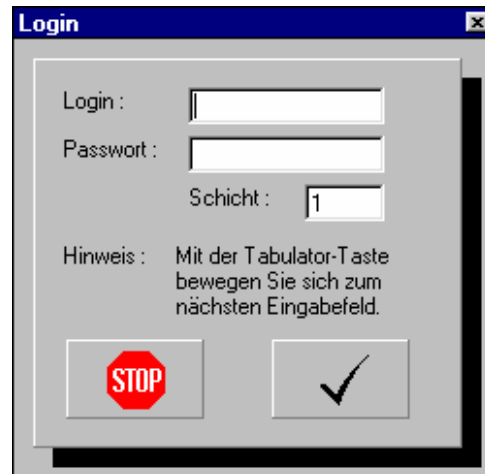 Login
Login :
Passwort :
Schicht : 1
Hinweis : Mit der Tabulator-Taste
bewegen Sie sich zum
nächsten Eingabefeld.
STOP